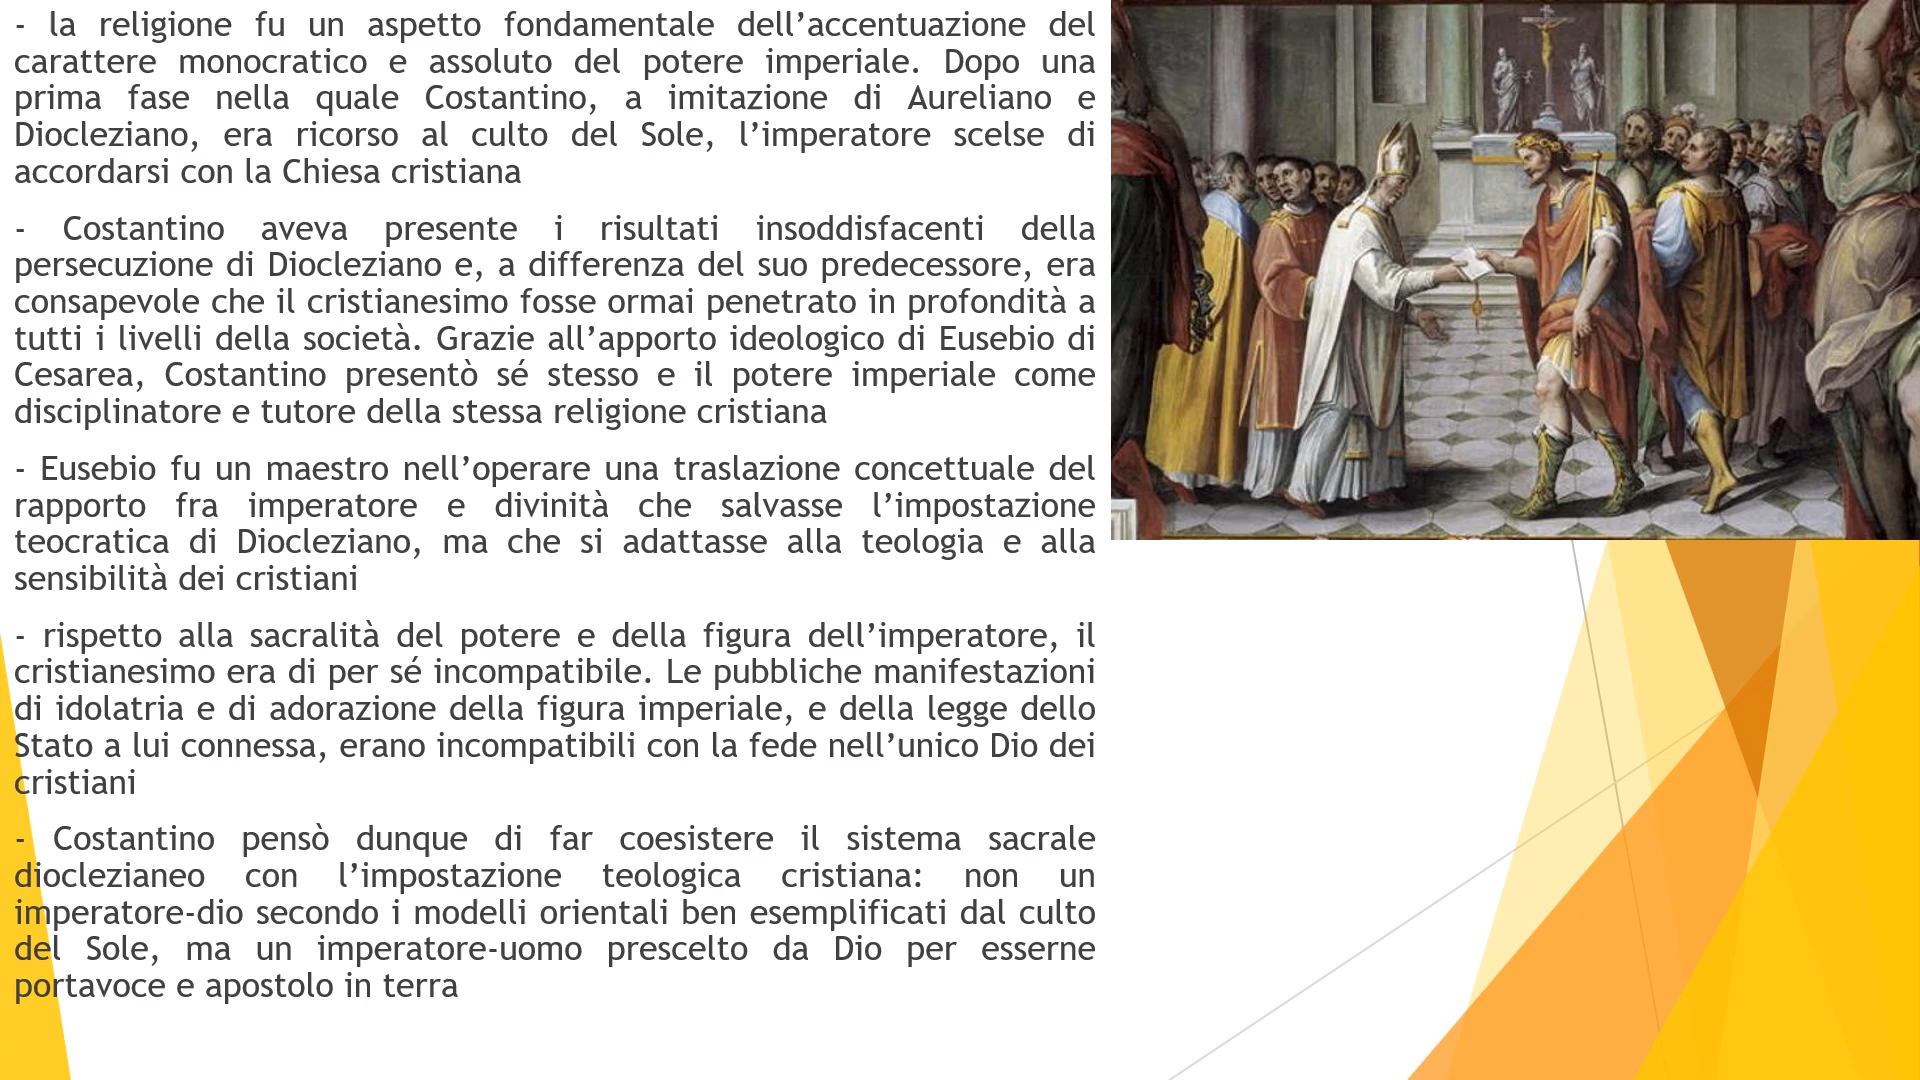 - la religione fu un aspetto fondamentale dell’accentuazione del
carattere monocratico e assoluto del potere imperiale. Dopo una
prima fase nella quale Costantino, a imitazione di Aureliano e
Diocleziano, era ricorso al culto del Sole, l’imperatore scelse di
accordarsi con la Chiesa cristiana
- Costantino aveva presente i risultati insoddisfacenti della
persecuzione di Diocleziano e, a differenza del suo predecessore, era
consapevole che il cristianesimo fosse ormai penetrato in profondità a
tutti i livelli della società. Grazie all’apporto ideologico di Eusebio di
Cesarea, Costantino presentò sé stesso e il potere imperiale come
disciplinatore e tutore della stessa religione cristiana
- Eusebio fu un maestro nell’operare una traslazione concettuale del
rapporto fra imperatore e divinità che salvasse l’impostazione
teocratica di Diocleziano, ma che si adattasse alla teologia e alla
sensibilità dei cristiani
- rispetto alla sacralità del potere e della figura dell’imperatore, il
cristianesimo era di per sé incompatibile. Le pubbliche manifestazioni
di idolatria e di adorazione della figura imperiale, e della legge dello
Stato a lui connessa, erano incompatibili con la fede nell’unico Dio dei
cristiani
- Costantino pensò dunque di far coesistere il sistema sacrale
dioclezianeo con l’impostazione teologica cristiana: non un
imperatore-dio secondo i modelli orientali ben esemplificati dal culto
del Sole, ma un imperatore-uomo prescelto da Dio per esserne
portavoce e apostolo in terra